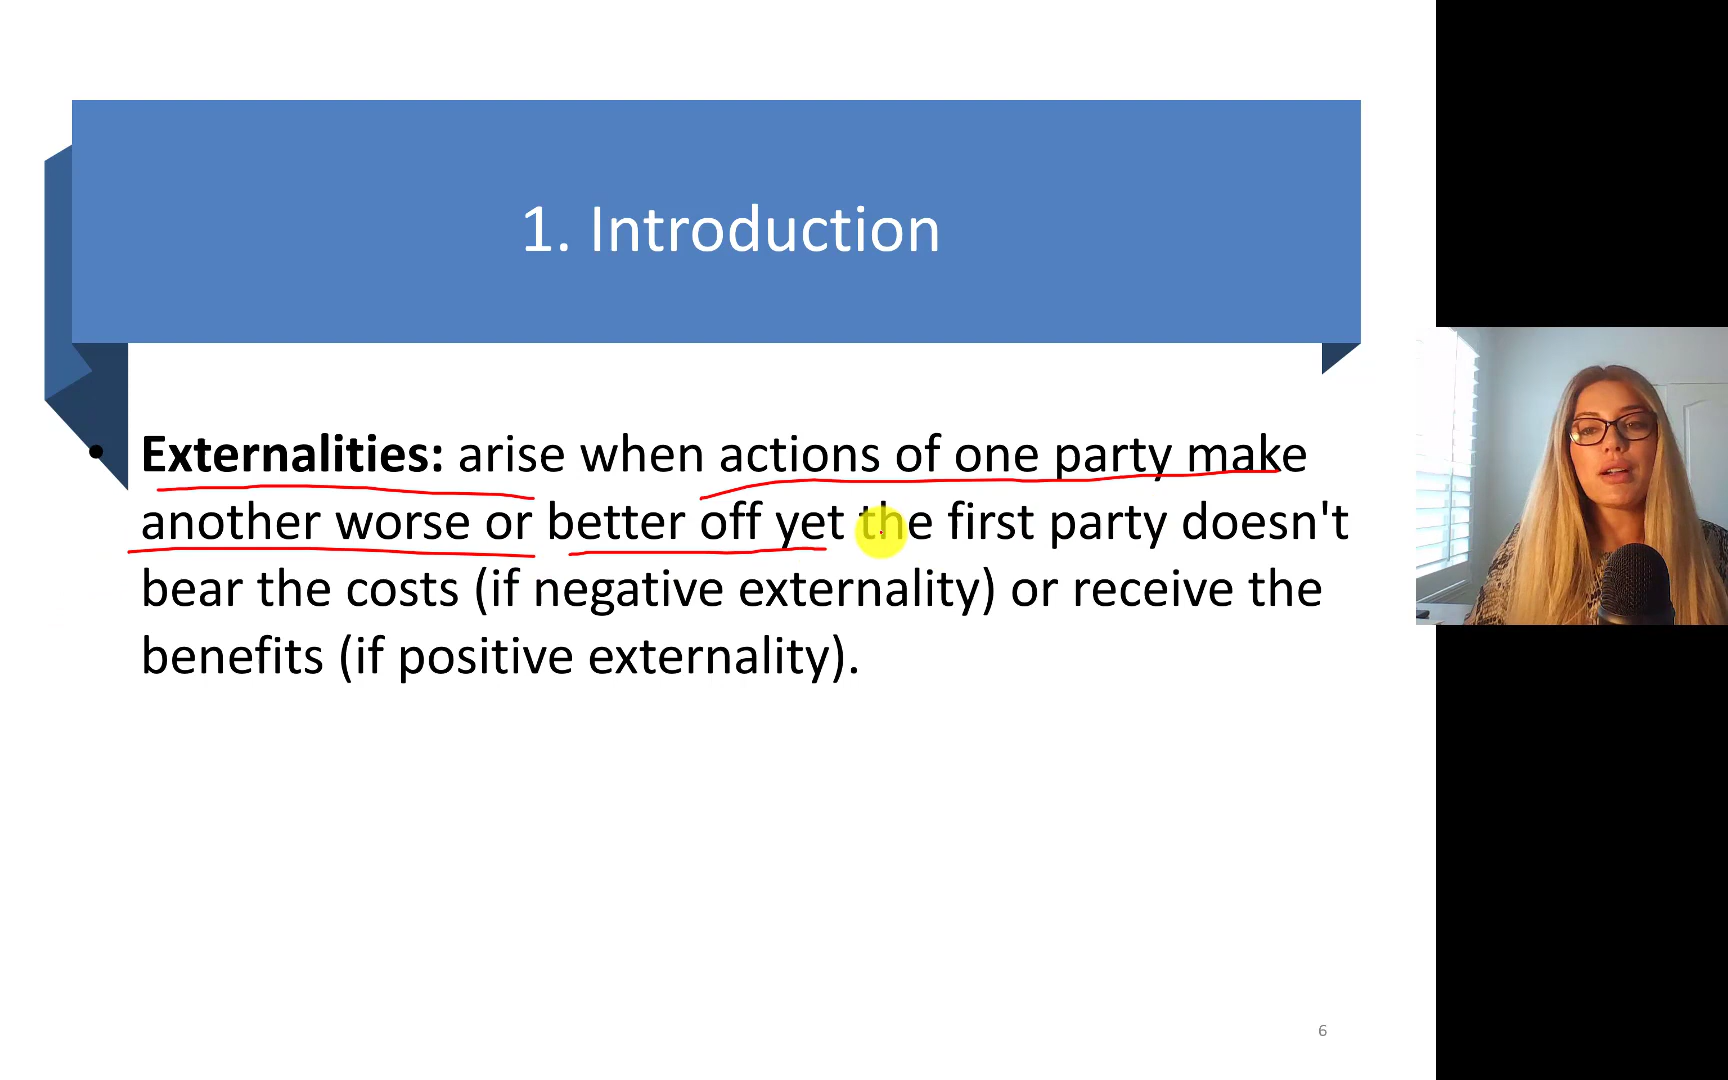 1. Introduction
• Externalities: arise when actions of one party make
another worse or better off yet the first party doesn't
bear the costs (if negative externality) or receive the
benefits (if positive externality).
6